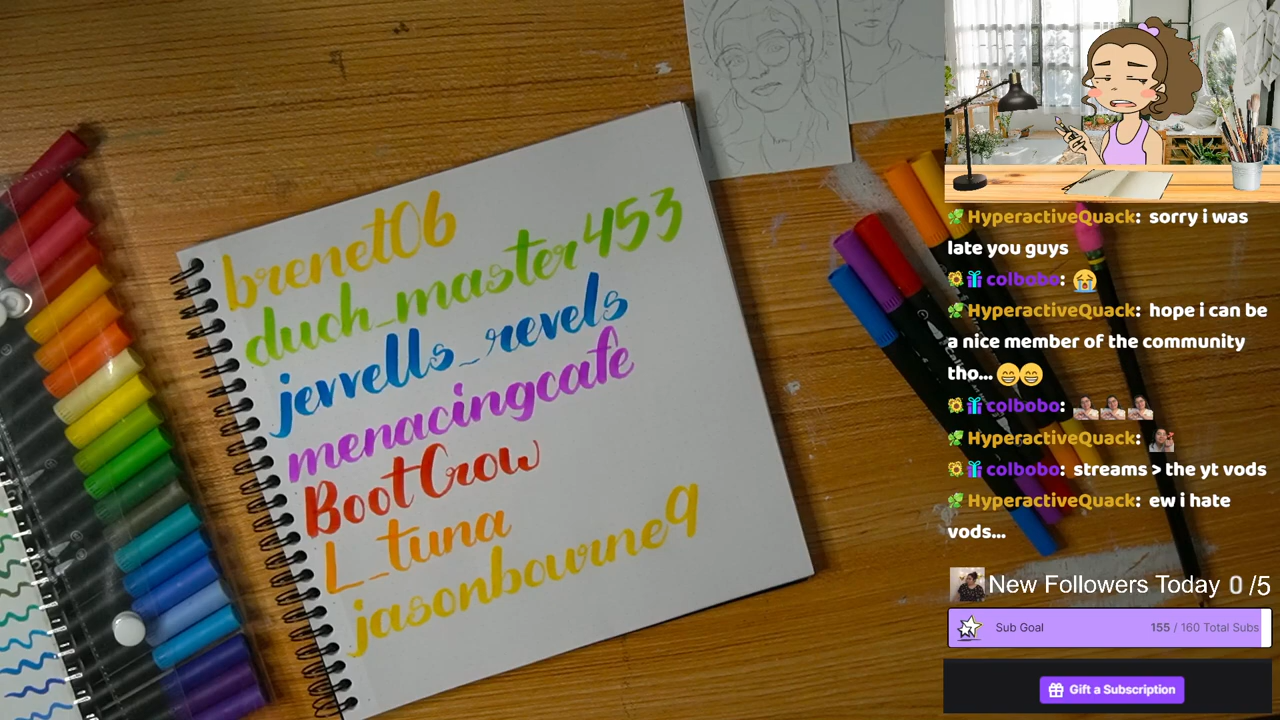 brenet06
duch_master453
jevvells_revels
menacingcafe
BootCrow
L_tuna
jasonbowrne9
HyperactiveQuack: sorry i was
late you guys
colbobo: 😭
HyperactiveQuack: hope i can be
a nice member of the community
tho... 😁😁
colbobo:
HyperactiveQuack:
colbobo: streams > the yt vods
HyperactiveQuack: ew i hate
vods...
New Followers Today 0 /5
Sub Goal 155 / 160 Total Subs
Gift a Subscription